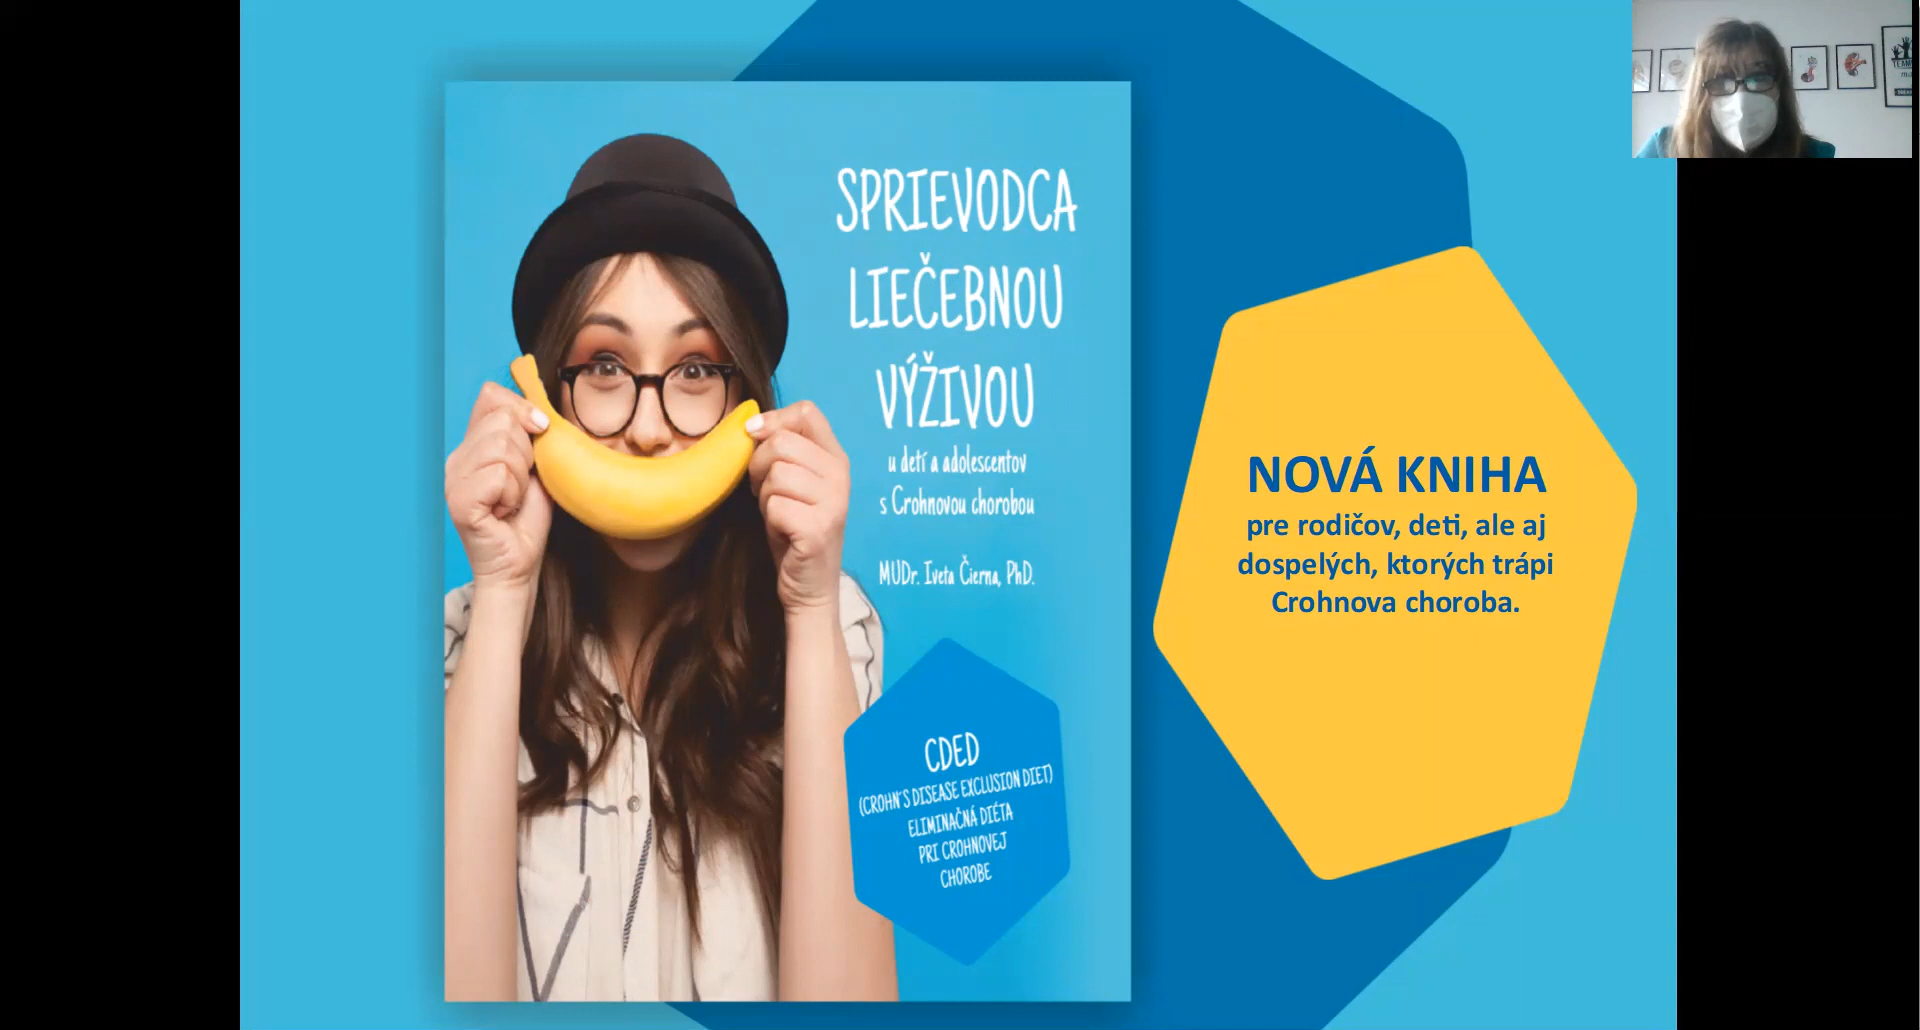 SPRIEVODCA
LIEČEBNOU
VÝŽIVOU
u detí a adolescentov
s Crohnovou chorobou
MUDr. Iveta Čierna, PhD.
CDED
(CROHN'S DISEASE EXCLUSION DIET)
ELIMINAČNÁ DIÉTA
PRI CROHNOVEJ
CHOROBE
NOVÁ KNIHA
pre rodičov, deti, ale aj
dospelých, ktorých trápi
Crohnova choroba.